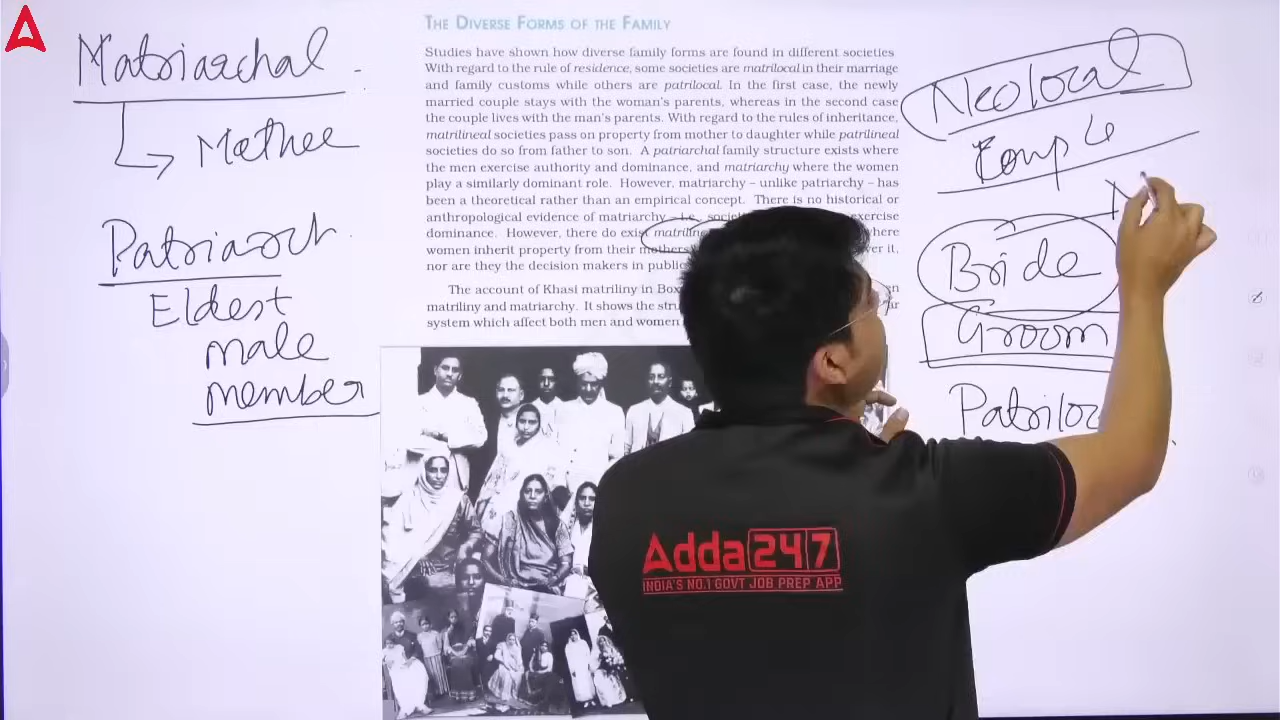 Matriarchal
Mother
Patriarch
Eldest
male
member
THE DIVERSE FORMS OF THE FAMILY
Studies have shown how diverse family forms are found in different societies
With regard to the rule of residence, some societies are matrilocal in their marriage
and family customs while others are patrilocal. In the first case, the newly
married couple stays with the woman's parents, whereas in the second case
the couple lives with the man's parents. With regard to the rules of inheritance,
matrilineal societies pass on property from mother to daughter while patrilineal
societies do so from father to son. A patriarchal family structure exists where
the men exercise authority and dominance, and matriarchy where the women
play a similarly dominant role. However, matriarchy – unlike patriarchy – has
been a theoretical rather than an empirical concept. There is no historical or
anthropological evidence of matriarchy – i.e., exercise
dominance. However, there do exist where
women inherit property from their mothers it,
nor are they the decision makers in public
The account of Khasi matriliny in Box
matriliny and matriarchy. It shows the
system which affect both men and women
Neolocal
Couple
Bride
Groom
Adda247
INDIA'S NO.1 GOVT JOB PREP APP